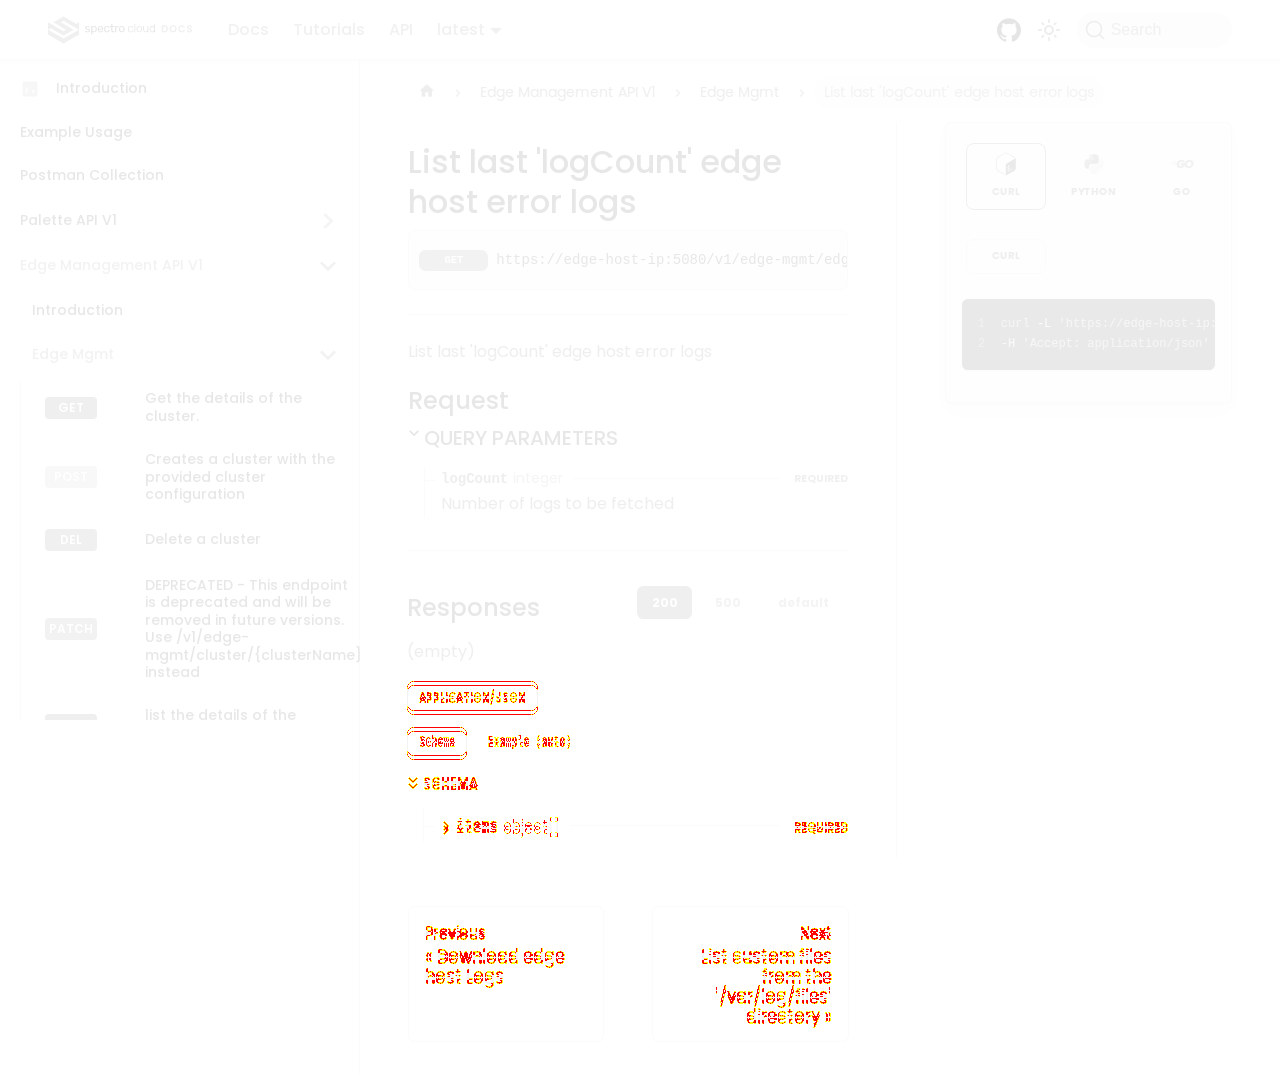 spectro cloud DOCS
Docs
Tutorials
API
latest
Search
Introduction
Example Usage
Postman Collection
Palette API V1
Edge Management API V1
Introduction
Edge Mgmt
GET
Get the details of the
cluster.
POST
Creates a cluster with the
provided cluster
configuration
DEL
Delete a cluster
PATCH
DEPRECATED - This endpoint
is deprecated and will be
removed in future versions.
Use /v1/edge-
mgmt/cluster/{clusterName}
instead
list the details of the
Edge Management API V1
Edge Mgmt
List last 'logCount' edge host error logs
List last 'logCount' edge
host error logs
GET https://edge-host-ip:5080/v1/edge-mgmt/edg
List last 'logCount' edge host error logs
Request
QUERY PARAMETERS
logCount integer REQUIRED
Number of logs to be fetched
Responses
200
500
default
(empty)
APPLICATION/JSON
Schema
Example (auto)
SCHEMA
items object[] REQUIRED
Previous
« Download edge
host Logs
Next
List custom files
from the
'/var/log/files'
directory »
CURL
PYTHON
GO
CURL
1 curl -L 'https://edge-host-ip:
2 -H 'Accept: application/json'